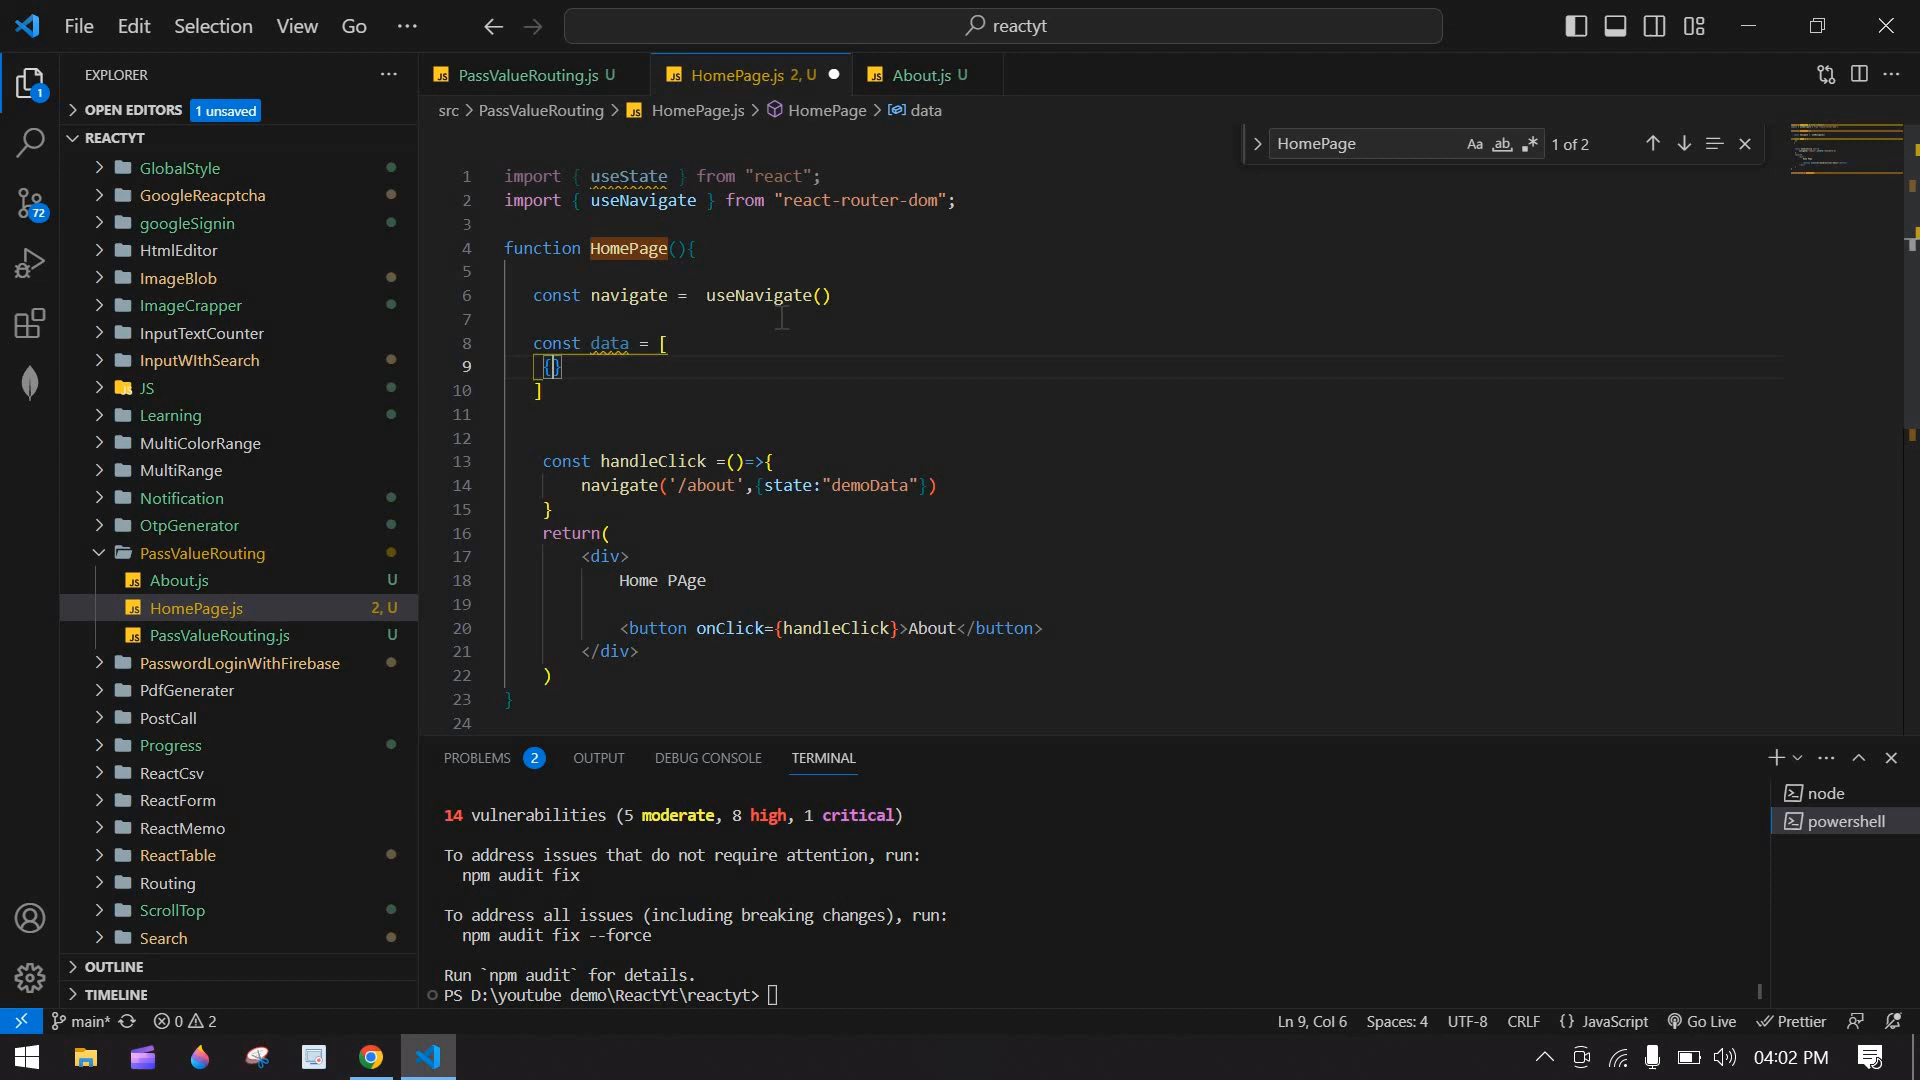 File Edit Selection View Go ··· reactyt
EXPLORER ···
OPEN EDITORS 1 unsaved
REACTYT
GlobalStyle
GoogleReacptcha
googleSignin
HtmlEditor
ImageBlob
ImageCrapper
InputTextCounter
InputWIthSearch
JS
Learning
MultiColorRange
MultiRange
Notification
OtpGenerator
PassValueRouting
About.js U
HomePage.js 2, U
PassValueRouting.js U
PasswordLoginWithFirebase
PdfGenerater
PostCall
Progress
ReactCsv
ReactForm
ReactMemo
ReactTable
Routing
ScrollTop
Search
OUTLINE
TIMELINE
1
72
JS PassValueRouting.js U JS HomePage.js 2, U JS About.js U
src > PassValueRouting > JS HomePage.js > HomePage > data
HomePage Aa ab .* 1 of 2
1 import { useState } from "react";
2 import { useNavigate } from "react-router-dom";
3
4 function HomePage(){
5
6 const navigate =  useNavigate()
7
8 const data = [
9 {}
10 ]
11
12
13 const handleClick =()=>{
14 navigate('/about',{state:"demoData"})
15 }
16 return(
17 <div>
18 Home PAge
19
20 <button onClick={handleClick}>About</button>
21 </div>
22 )
23 }
24
PROBLEMS 2 OUTPUT DEBUG CONSOLE TERMINAL
14 vulnerabilities (5 moderate, 8 high, 1 critical)
To address issues that do not require attention, run:
npm audit fix
To address all issues (including breaking changes), run:
npm audit fix --force
Run `npm audit` for details.
PS D:\youtube demo\ReactYt\reactyt>
node
powershell
main* 0 2 Ln 9, Col 6 Spaces: 4 UTF-8 CRLF {} JavaScript Go Live Prettier
04:02 PM